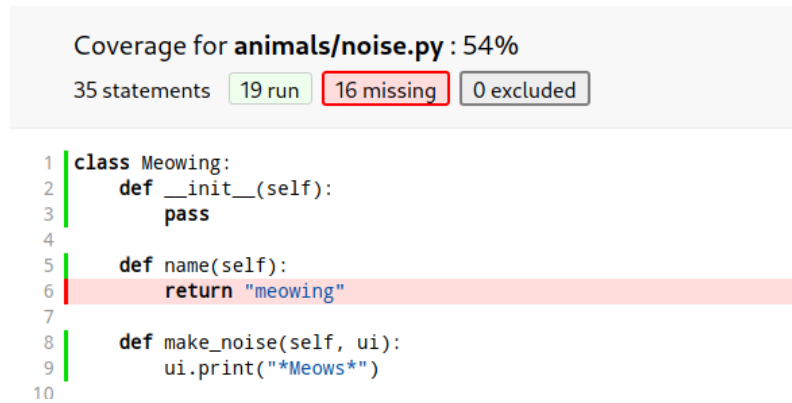 Coverage for animals/noise.py : 54%
35 statements 19 run 16 missing 0 excluded
1 class Meowing:
2     def __init__(self):
3         pass
4
5     def name(self):
6         return "meowing"
7
8     def make_noise(self, ui):
9         ui.print("*Meows*")
10